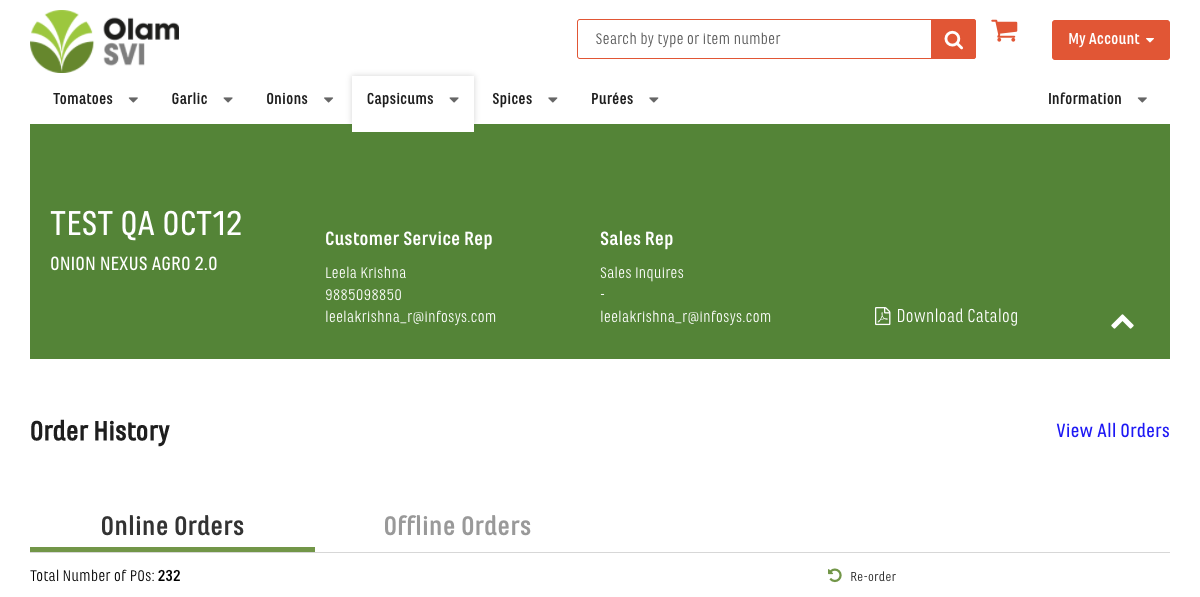 Olam
SVI
Search by type or item number
My Account
Tomatoes
Garlic
Onions
Capsicums
Spices
Purées
Information
TEST QA OCT12
ONION NEXUS AGRO 2.0
Customer Service Rep
Leela Krishna
9885098850
leelakrishna_r@infosys.com
Sales Rep
Sales Inquires
-
leelakrishna_r@infosys.com
Download Catalog
Order History
View All Orders
Online Orders
Offline Orders
Total Number of POs: 232
Re-order